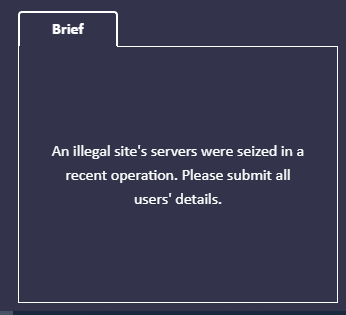 Brief
An illegal site's servers were seized in a
recent operation. Please submit all
users' details.